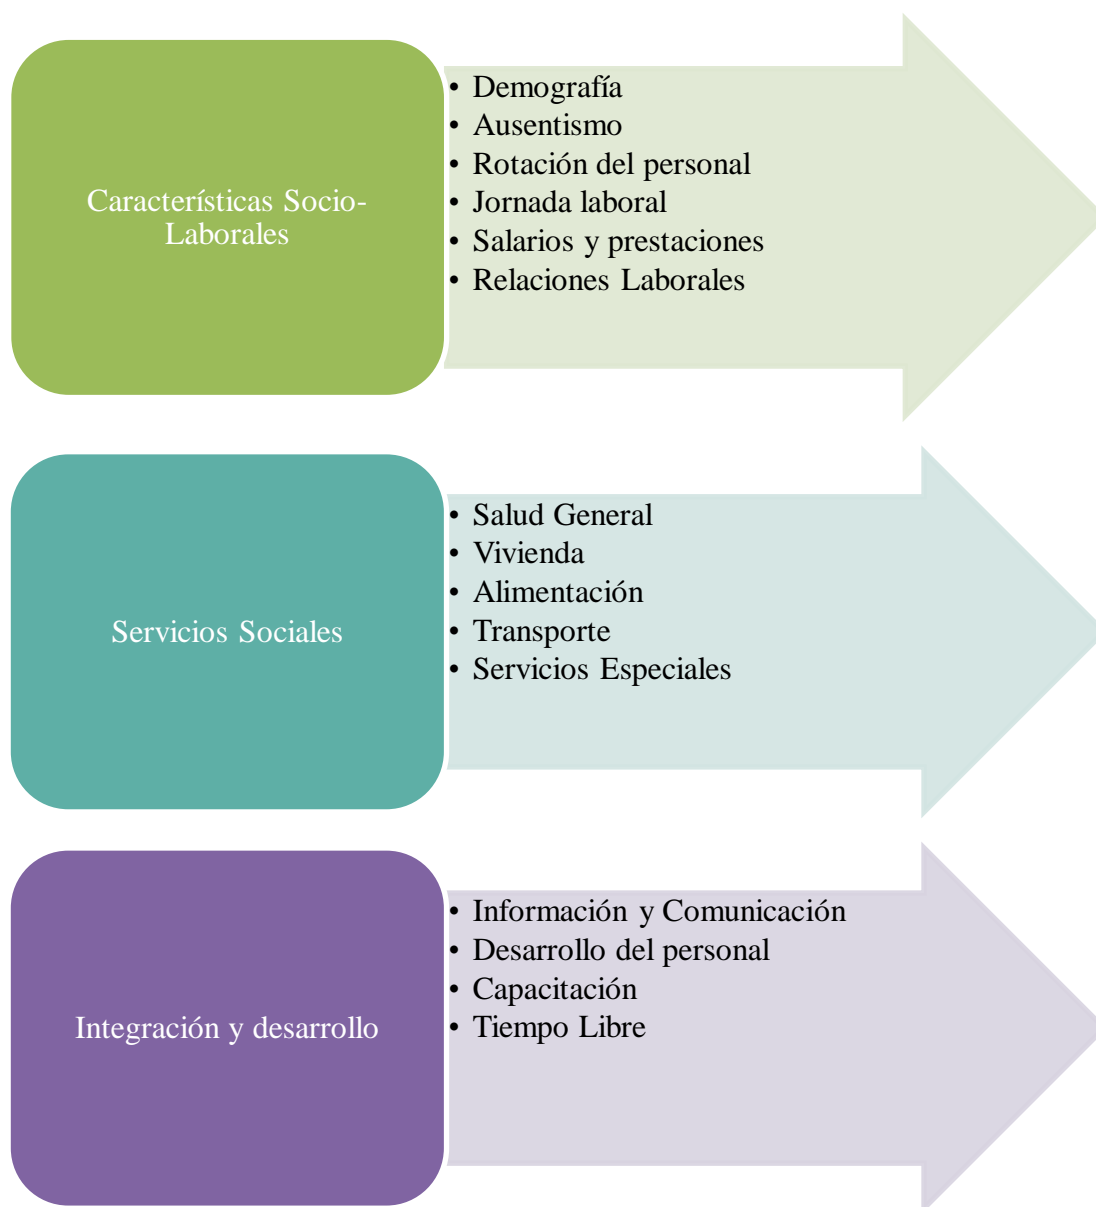 Característicás Socio-
Laborales
• Demografía
• Ausentismo
• Rotación del personal
• Jornada laboral
• Salarios y prestaciones
• Relaciones Laborales
Servicios Sociales
• Salud General
• Vivienda
• Alimentación
• Transporte
• Servicios Especiales
Integración y desarrollo
• Información y Comunicación
• Desarrollo del personal
• Capacitación
• Tiempo Libre